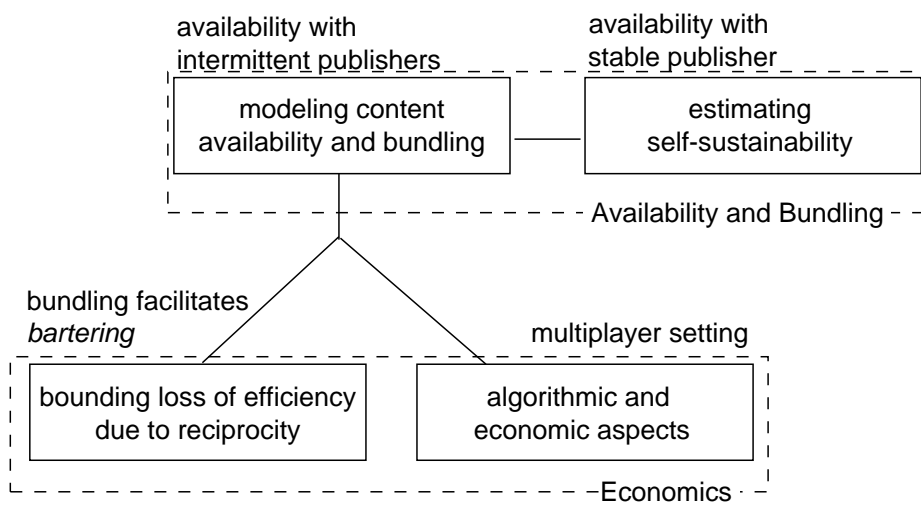 availability with
intermittent publishers
availability with
stable publisher
modeling content
availability and bundling
estimating
self-sustainability
Availability and Bundling
bundling facilitates
bartering
multiplayer setting
bounding loss of efficiency
due to reciprocity
algorithmic and
economic aspects
Economics